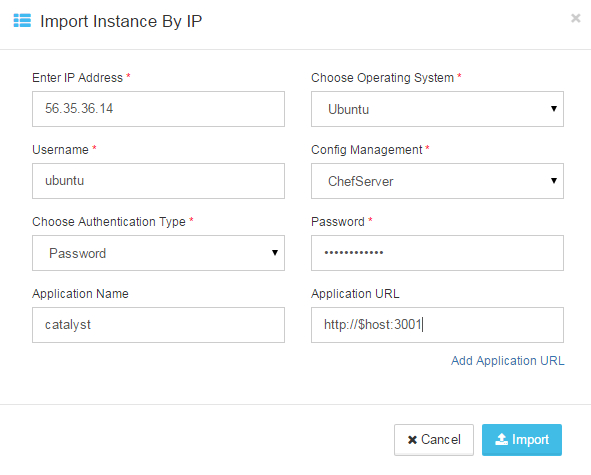 Import Instance By IP
Enter IP Address * Choose Operating System *
56.35.36.14 Ubuntu
Username * Config Management *
ubuntu ChefServer
Choose Authentication Type * Password *
Password ••••••••••••
Application Name Application URL
catalyst http://$host:3001
Add Application URL
Cancel Import